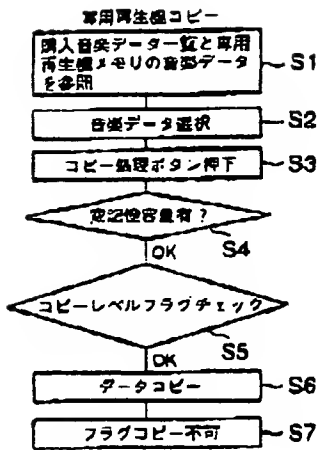 専用再生機コピー
購入音楽データ一覧と専用
再生機メモリの音楽データ
を参照
S1
音楽データ選択
S2
コピー処理ボタン押下
S3
空記憶容量有？
S4
OK
コピーレベルフラグチェック
S5
OK
データコピー
S6
フラグコピー不可
S7